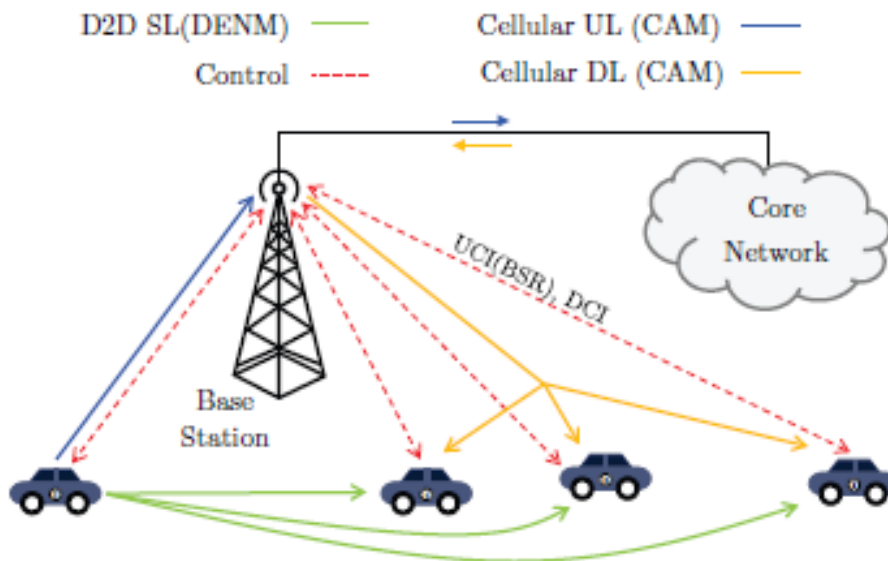 D2D SL(DENM)
Cellular UL (CAM)
Control
Cellular DL (CAM)
Core
Network
UCI(BSR), DCI
Base
Station